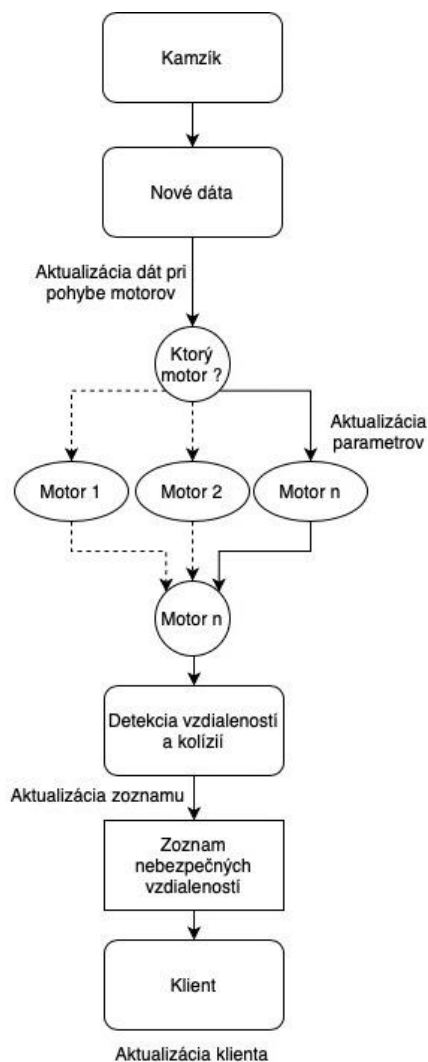 Kamzík
Nové dáta
Aktualizácia dát pri
pohybe motorov
Ktorý
motor ?
Aktualizácia
parametrov
Motor 1
Motor 2
Motor n
Motor n
Detekcia vzdialeností
a kolízií
Aktualizácia zoznamu
Zoznam
nebezpečných
vzdialeností
Klient
Aktualizácia klienta